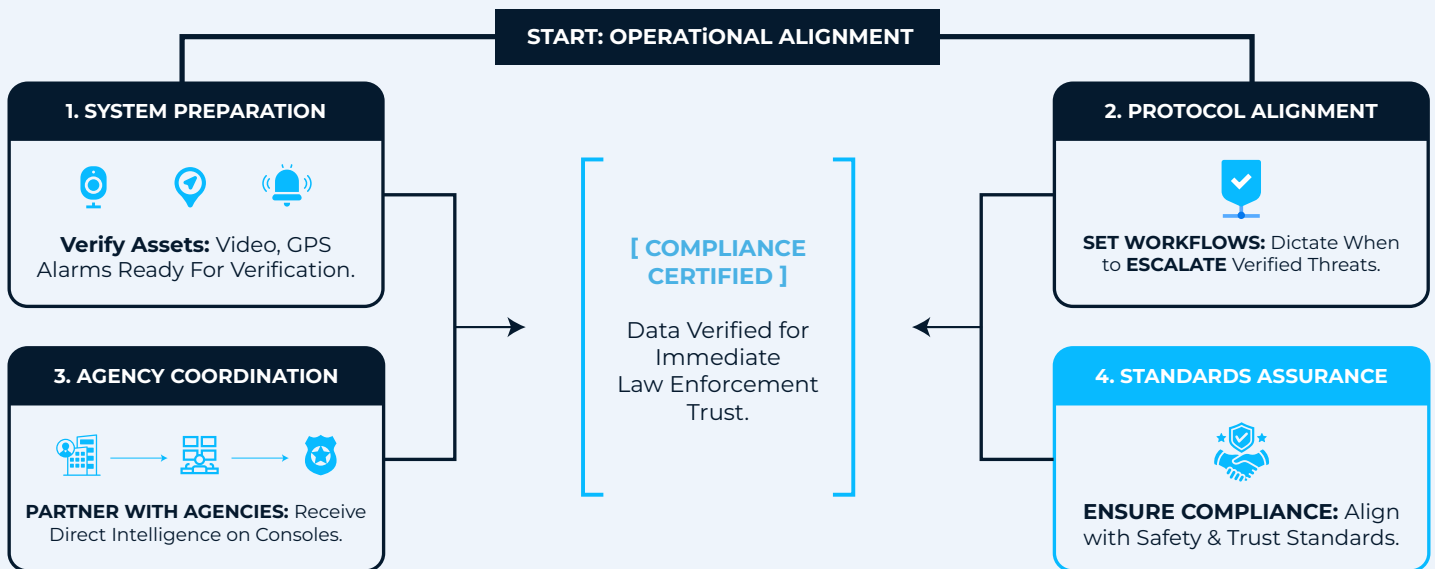 START: OPERATiONAL ALIGNMENT
1. SYSTEM PREPARATION
Verify Assets: Video, GPS
Alarms Ready For Verification.
2. PROTOCOL ALIGNMENT
SET WORKFLOWS: Dictate When
to ESCALATE Verified Threats.
[ COMPLIANCE
CERTIFIED ]
Data Verified for
Immediate
Law Enforcement
Trust.
3. AGENCY COORDINATION
PARTNER WITH AGENCIES: Receive
Direct Intelligence on Consoles.
4. STANDARDS ASSURANCE
ENSURE COMPLIANCE: Align
with Safety & Trust Standards.